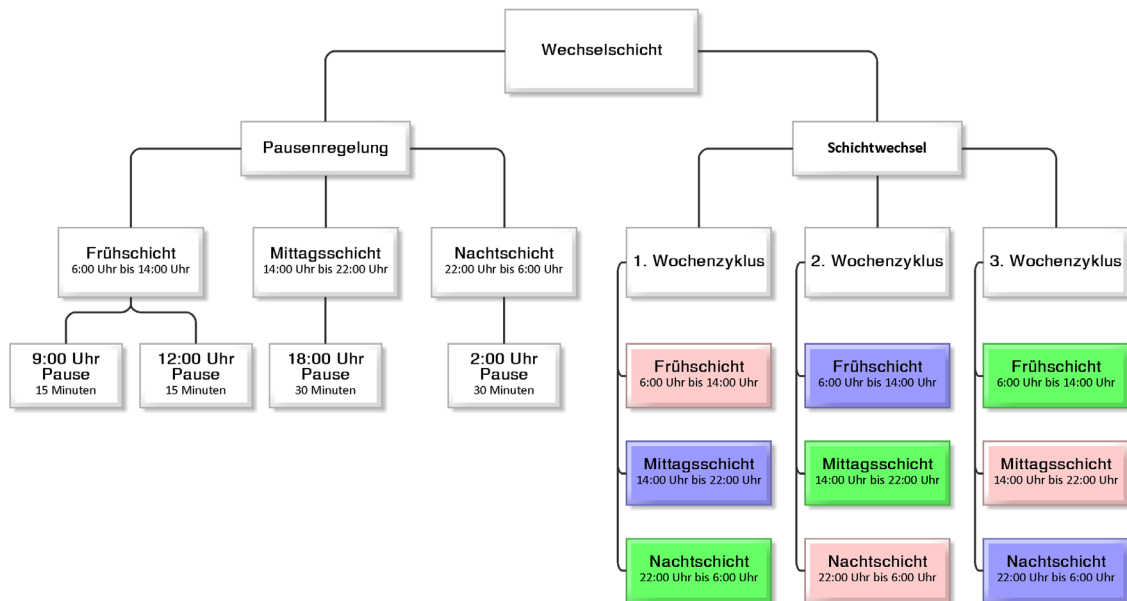 Wechselschicht
Pausenregelung
Schichtwechsel
Frühschicht
6:00 Uhr bis 14:00 Uhr
Mittagsschicht
14:00 Uhr bis 22:00 Uhr
Nachtschicht
22:00 Uhr bis 6:00 Uhr
9:00 Uhr
Pause
15 Minuten
12:00 Uhr
Pause
15 Minuten
18:00 Uhr
Pause
30 Minuten
2:00 Uhr
Pause
30 Minuten
1. Wochenzyklus
Frühschicht
6:00 Uhr bis 14:00 Uhr
Mittagsschicht
14:00 Uhr bis 22:00 Uhr
Nachtschicht
22:00 Uhr bis 6:00 Uhr
2. Wochenzyklus
Frühschicht
6:00 Uhr bis 14:00 Uhr
Mittagsschicht
14:00 Uhr bis 22:00 Uhr
Nachtschicht
22:00 Uhr bis 6:00 Uhr
3. Wochenzyklus
Frühschicht
6:00 Uhr bis 14:00 Uhr
Mittagsschicht
14:00 Uhr bis 22:00 Uhr
Nachtschicht
22:00 Uhr bis 6:00 Uhr